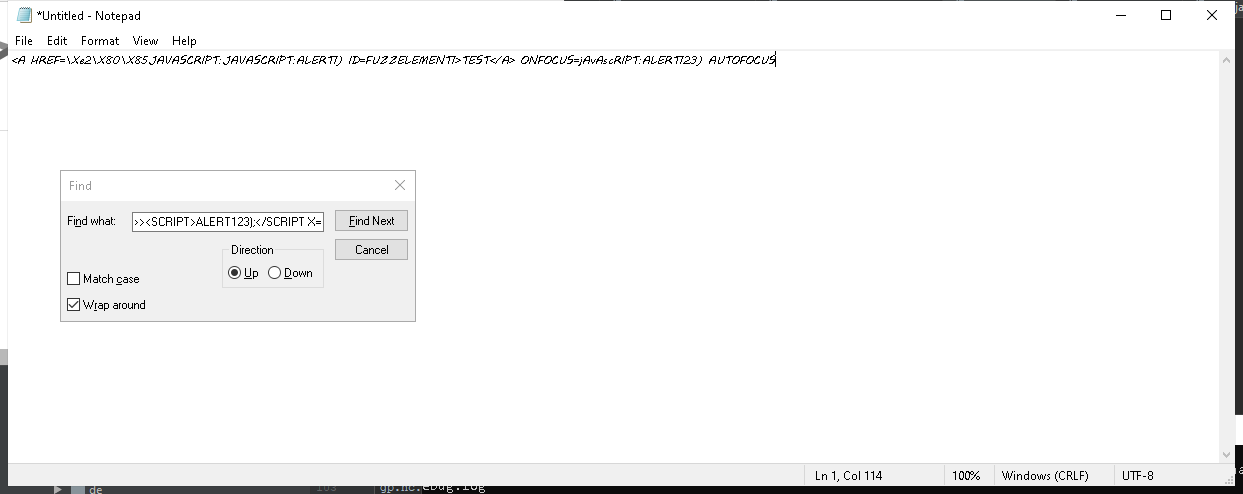 *Untitled - Notepad
File Edit Format View Help
<A HREF=\Xe2\X80\X85JAVASCRIPT:JAVASCRIPT:ALERT1) ID=FUZZELEMENT1>TEST</A> ONFOCUS=jAvAscRIPT:ALERT123) AUTOFOCUS
Find
Find what: >><SCRIPT>ALERT123);</SCRIPT X= Find Next
Direction Cancel
Up Down
Match case
Wrap around
Ln 1, Col 114 100% Windows (CRLF) UTF-8
de 103